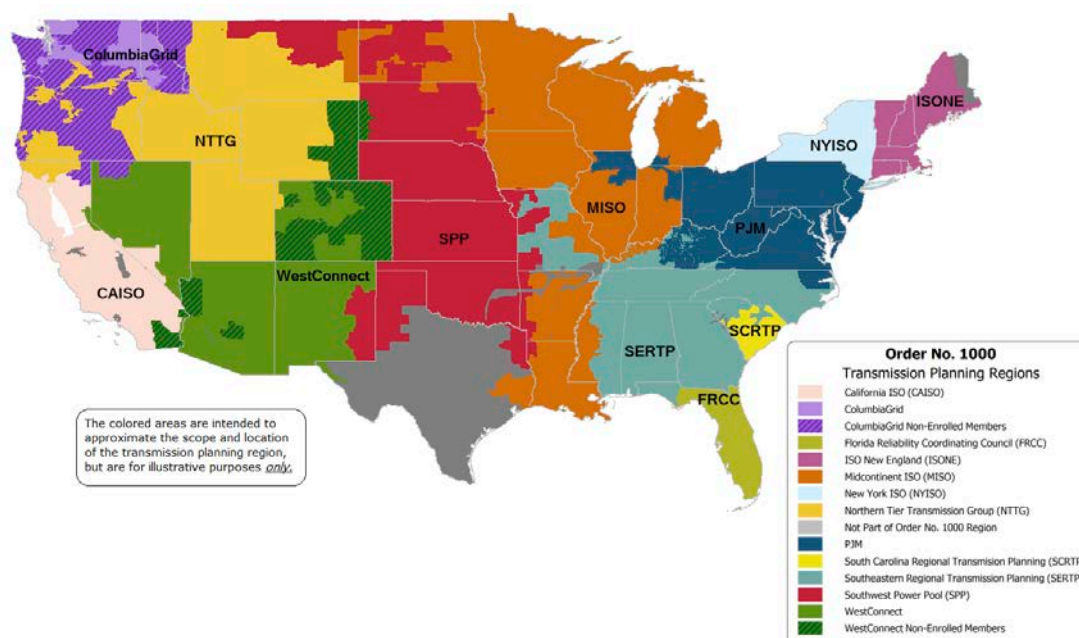 ColumbiaGrid
ISONE
NTTG
NYISO
MISO
PJM
SPP
WestConnect
CAISO
SCRTP
SERTP
FRCC
The colored areas are intended to
approximate the scope and location
of the transmission planning region,
but are for illustrative purposes only.
Order No. 1000
Transmission Planning Regions
California ISO (CAISO)
ColumbiaGrid
ColumbiaGrid Non-Enrolled Members
Florida Reliability Coordinating Council (FRCC)
ISO New England (ISONE)
Midcontinent ISO (MISO)
New York ISO (NYISO)
Northern Tier Transmission Group (NTTG)
Not Part of Order No. 1000 Region
PJM
South Carolina Regional Transmision Planning (SCRTP
Southeastern Regional Transmission Planning (SERTP
Southwest Power Pool (SPP)
WestConnect
WestConnect Non-Enrolled Members